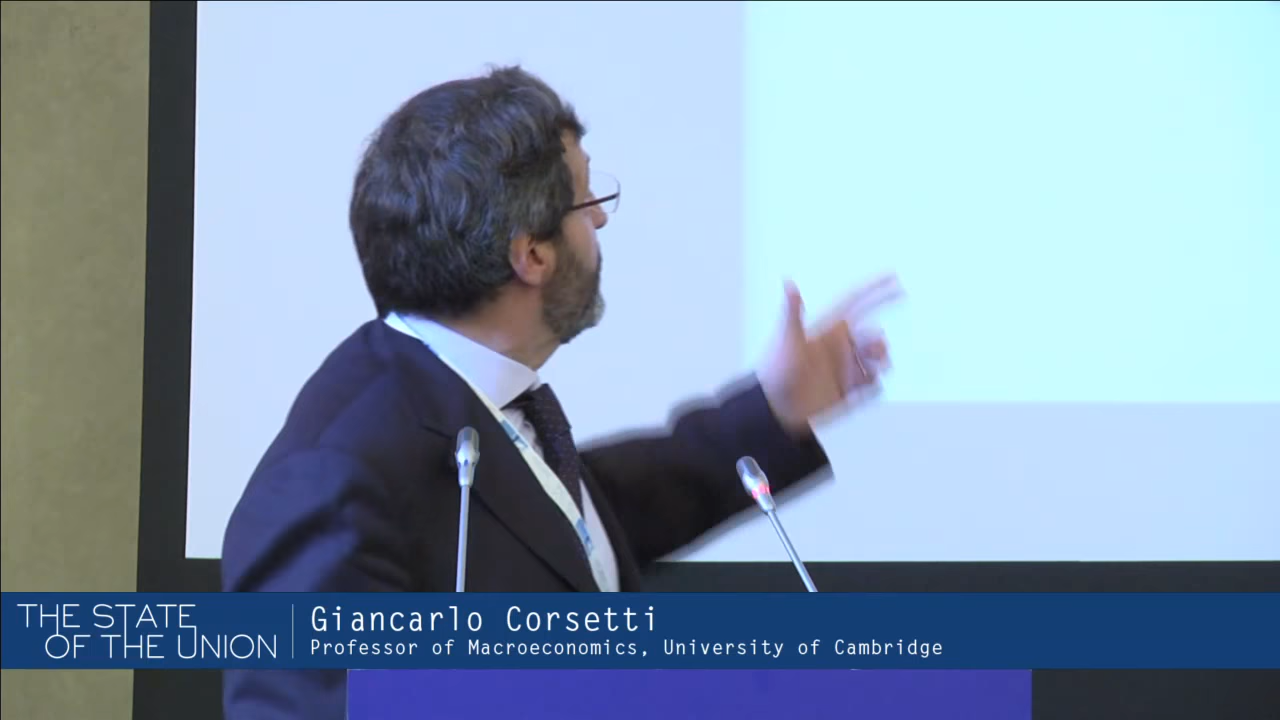 THE STATE
OF THE UNION
Giancarlo Corsetti
Professor of Macroeconomics, University of Cambridge